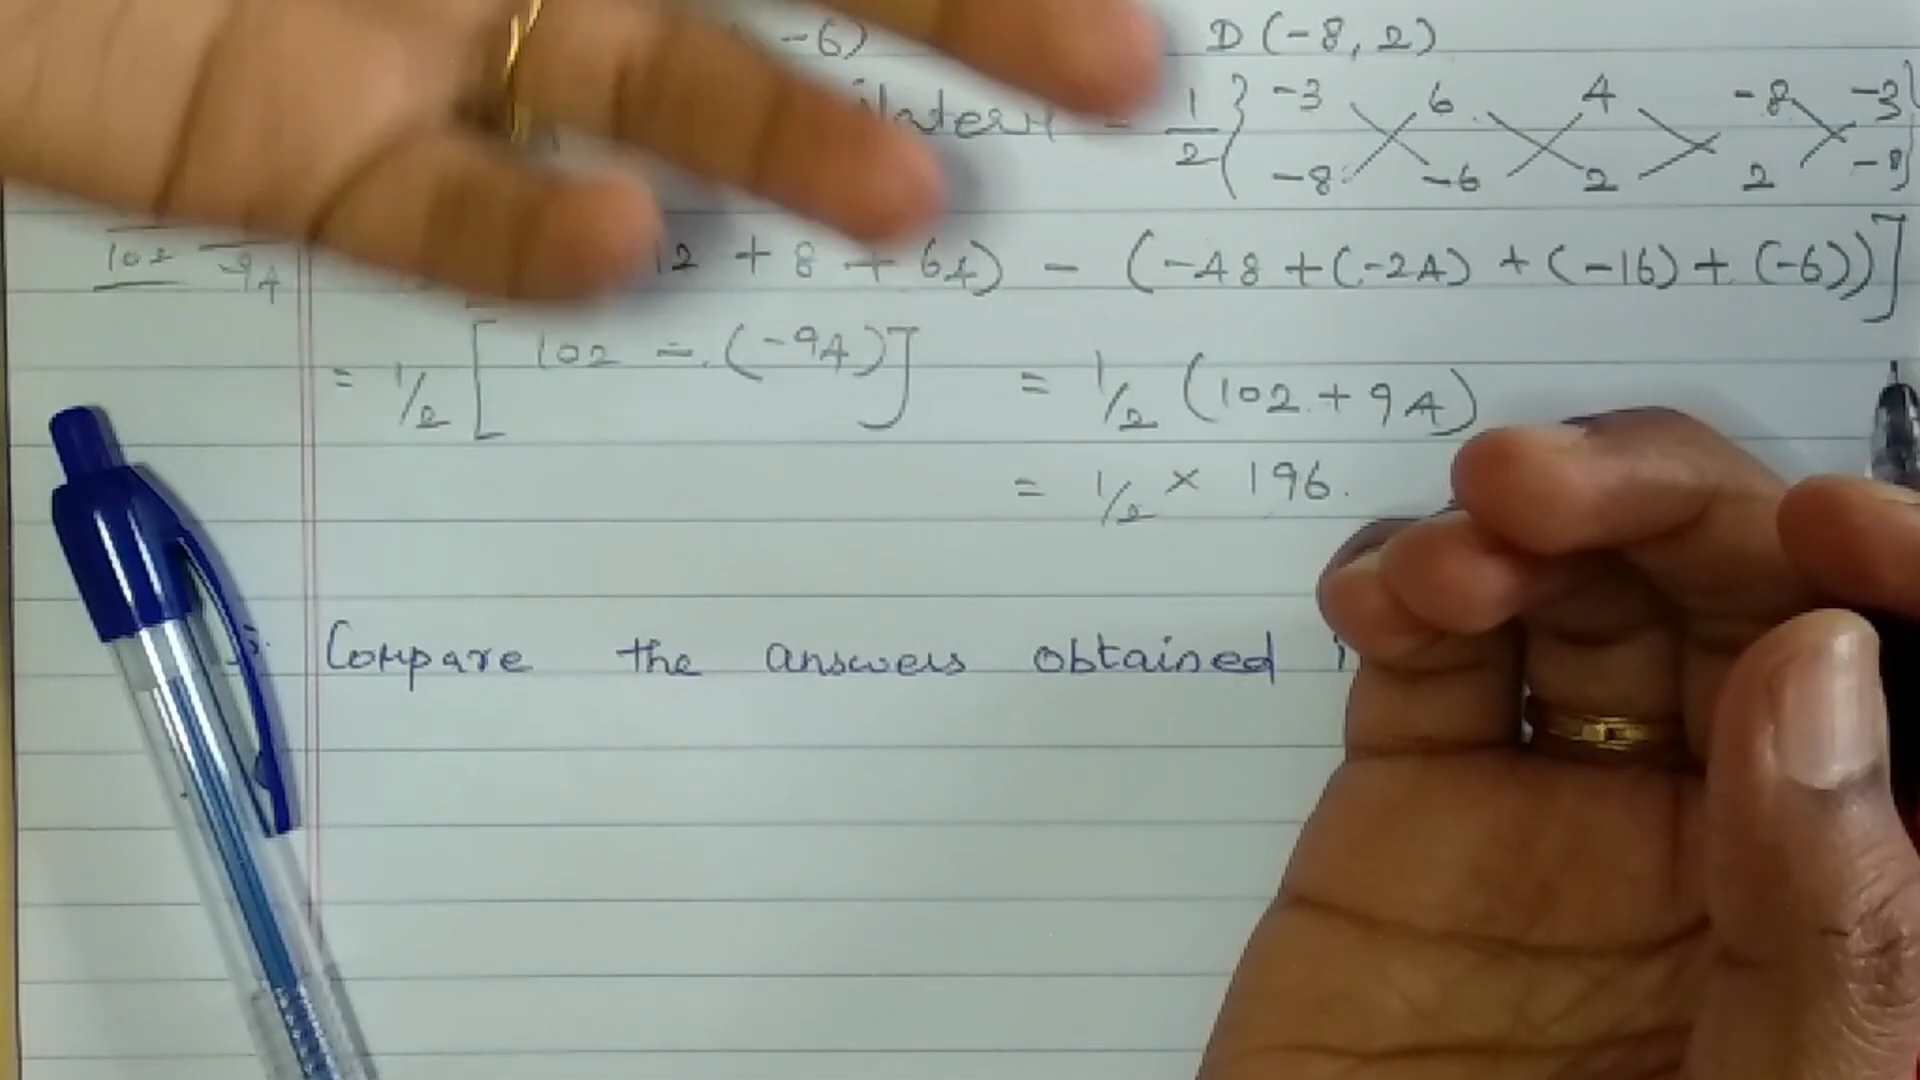 -6) D (-8, 2)
1/2 { -3 6 4 -8 -3
-8 -6 2 2 -8 }
102 -94 12 + 8 + 64) - (-48 + (-24) + (-16) + (-6))]
= 1/2 [ 102 - (-94)] = 1/2 (102 + 94)
= 1/2 × 196.
Compare the answers obtained